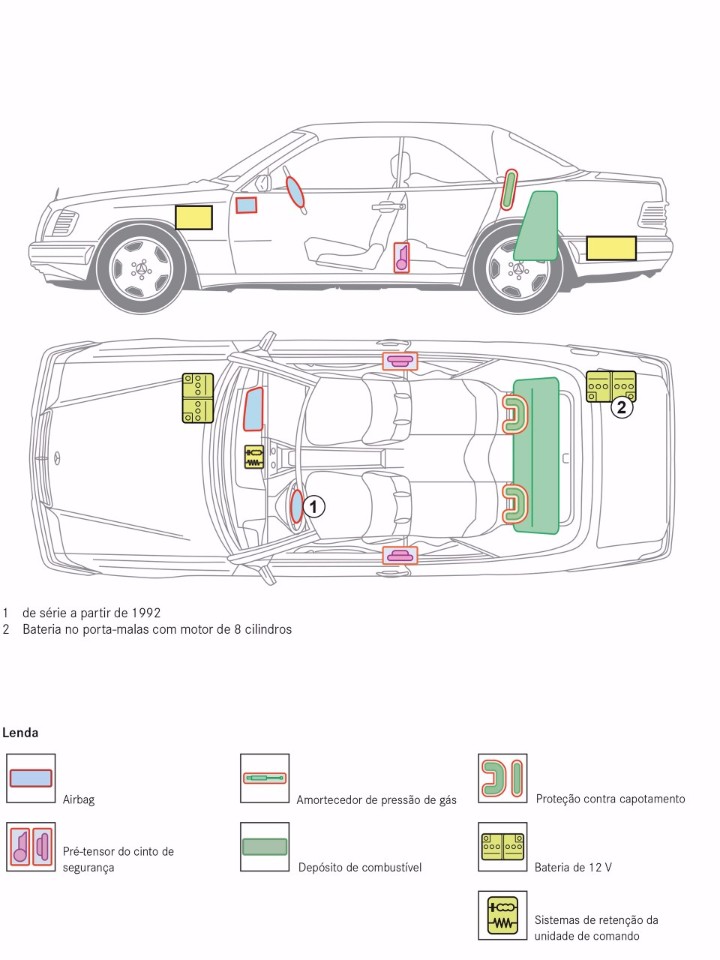 2
1
1 de série a partir de 1992
2 Bateria no porta-malas com motor de 8 cilindros
Lenda
Airbag
Amortecedor de pressão de gás
Proteção contra capotamento
Pré-tensor do cinto de
segurança
Depósito de combustível
Bateria de 12 V
Sistemas de retenção da
unidade de comando